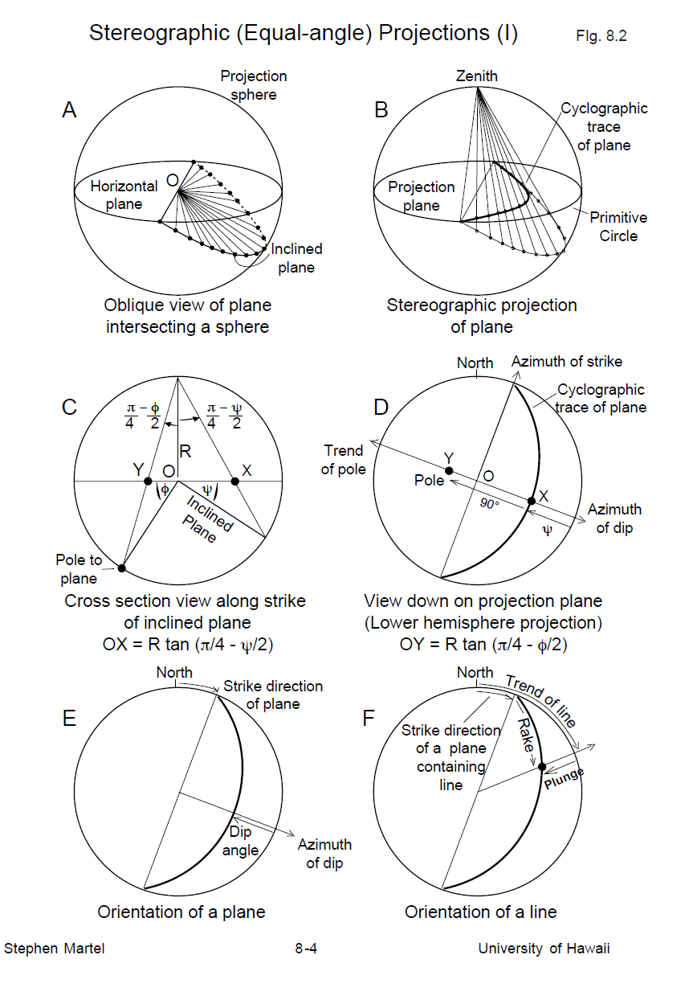 Stereographic (Equal-angle) Projections (I)
FIg. 8.2
A
Projection
sphere
Horizontal
plane
O
Inclined
plane
Oblique view of plane
intersecting a sphere
B
Zenith
Cyclographic
trace
of plane
Projection
plane
Primitive
Circle
Stereographic projection
of plane
C
π/4 - ϕ/2
π/4 - ψ/2
R
Y
O
X
ϕ
ψ
Inclined
Plane
Pole to
plane
Cross section view along strike
of inclined plane
OX = R tan (π/4 - ψ/2)
D
North
Azimuth of strike
Cyclographic
trace of plane
Trend
of pole
Y
Pole
O
90°
X
ψ
Azimuth
of dip
View down on projection plane
(Lower hemisphere projection)
OY = R tan (π/4 - ϕ/2)
E
North
Strike direction
of plane
Dip
angle
Azimuth
of dip
Orientation of a plane
F
North
Trend of line
Strike direction
of a plane
containing
line
Rake
Plunge
Orientation of a line
Stephen Martel
8-4
University of Hawaii